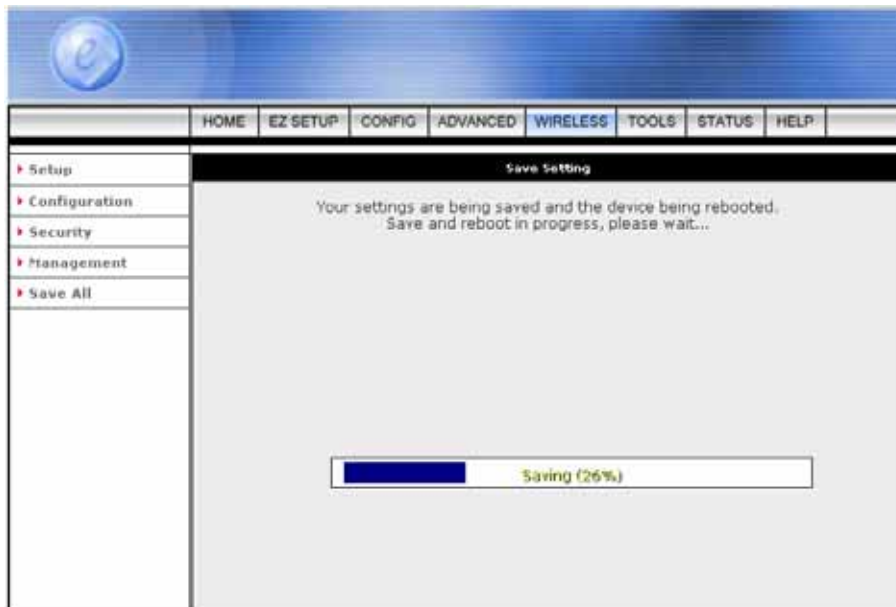 e
HOME EZ SETUP CONFIG ADVANCED WIRELESS TOOLS STATUS HELP
Setup
Configuration
Security
Management
Save All
Save Setting
Your settings are being saved and the device being rebooted.
Save and reboot in progress, please wait...
Saving (26%)